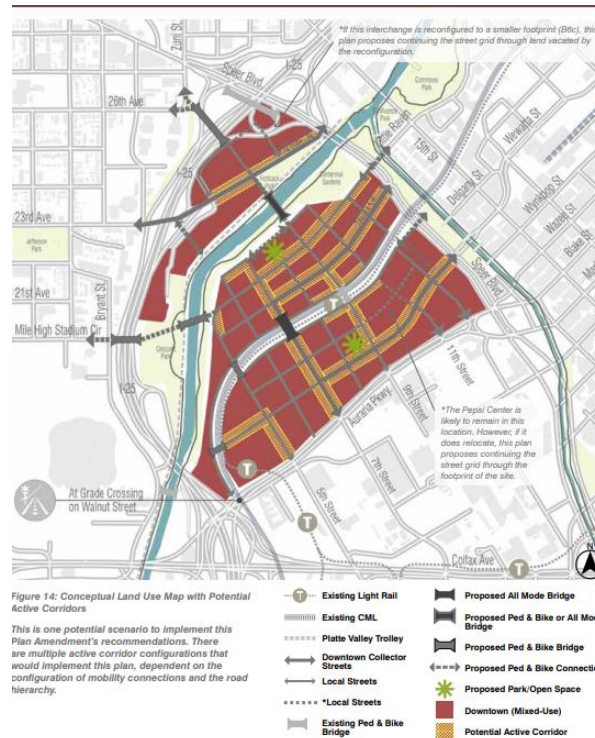 *If this interchange is reconfigured to a smaller footprint (Btlc), this
plan proposes continuing the street grid through land vacated by
the reconfiguration.
Zuni St.
I-25
Speer Blvd.
26th Ave
Commons
Park
Little Raven
15th St.
Delgany St.
Wewatta St.
Wynkoop St.
Wazee St.
Blake St.
I-25
23rd Ave
Jefferson
Park
21st Ave
Bryant St.
Mile High Stadium Cir
Crescent
Park
I-25
Centennial
Gardens
T
Speer Blvd
11th Street
9th Street
Auraria Pkwy
7th Street
5th Street
*The Pepsi Center is
likely to remain in this
location. However, if it
does relocate, this plan
proposes continuing the
street grid through the
footprint of the site.
At Grade Crossing
on Walnut Street
T
T
Colfax Ave
T
N
Figure 14: Conceptual Land Use Map with Potential
Active Corridors
This is one potential scenario to implement this
Plan Amendment's recommendations. There
are multiple active corridor configurations that
would implement this plan, dependent on the
configuration of mobility connections and the road
hierarchy.
T Existing Light Rail
Existing CML
Platte Valley Trolley
Downtown Collector
Streets
Local Streets
*Local Streets
Existing Ped & Bike
Bridge
Proposed All Mode Bridge
Proposed Ped & Bike or All Mod
Bridge
Proposed Ped & Bike Bridge
Proposed Ped & Bike Connectio
Proposed Park/Open Space
Downtown (Mixed-Use)
Potential Active Corridor